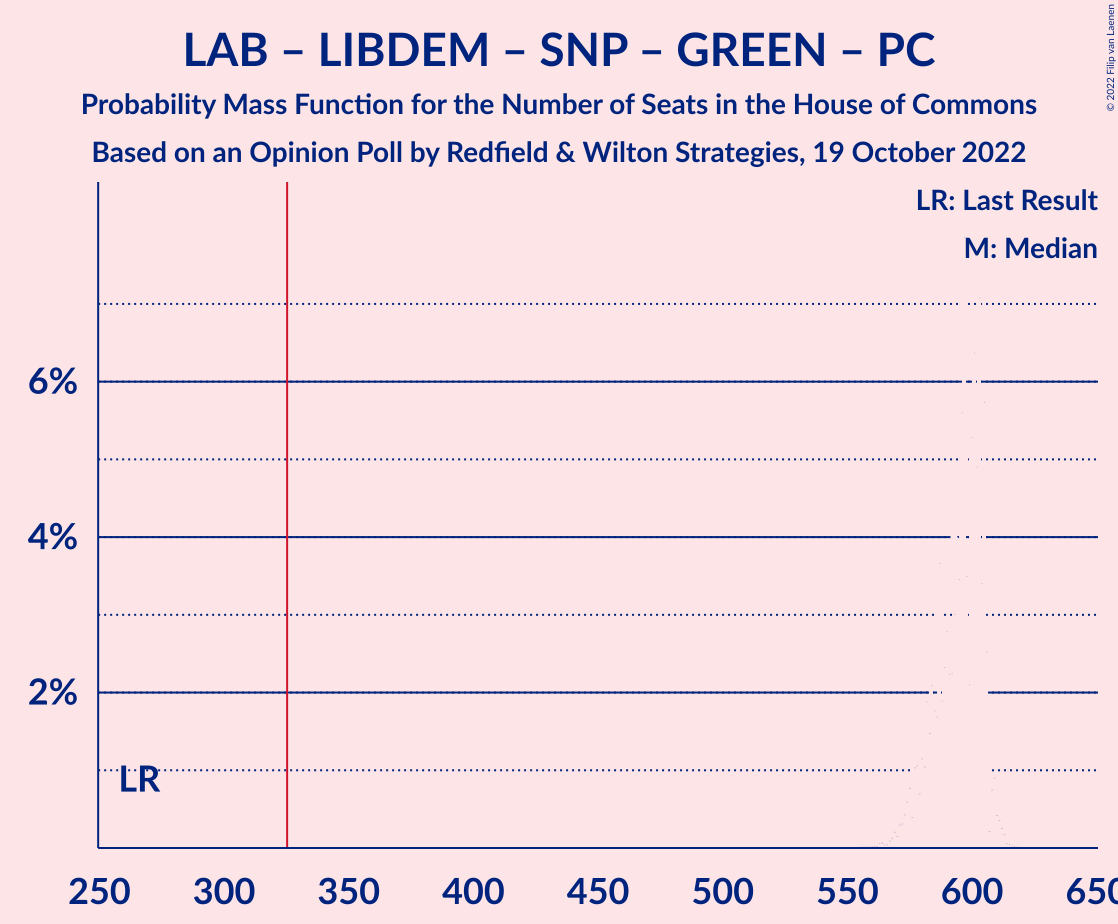 LAB – LIBDEM – SNP – GREEN – PC
Probability Mass Function for the Number of Seats in the House of Commons
Based on an Opinion Poll by Redfield & Wilton Strategies, 19 October 2022
© 2022 Filip van Laenen
LR: Last Result
M: Median
6%
4%
2%
LR
250 300 350 400 450 500 550 600 650